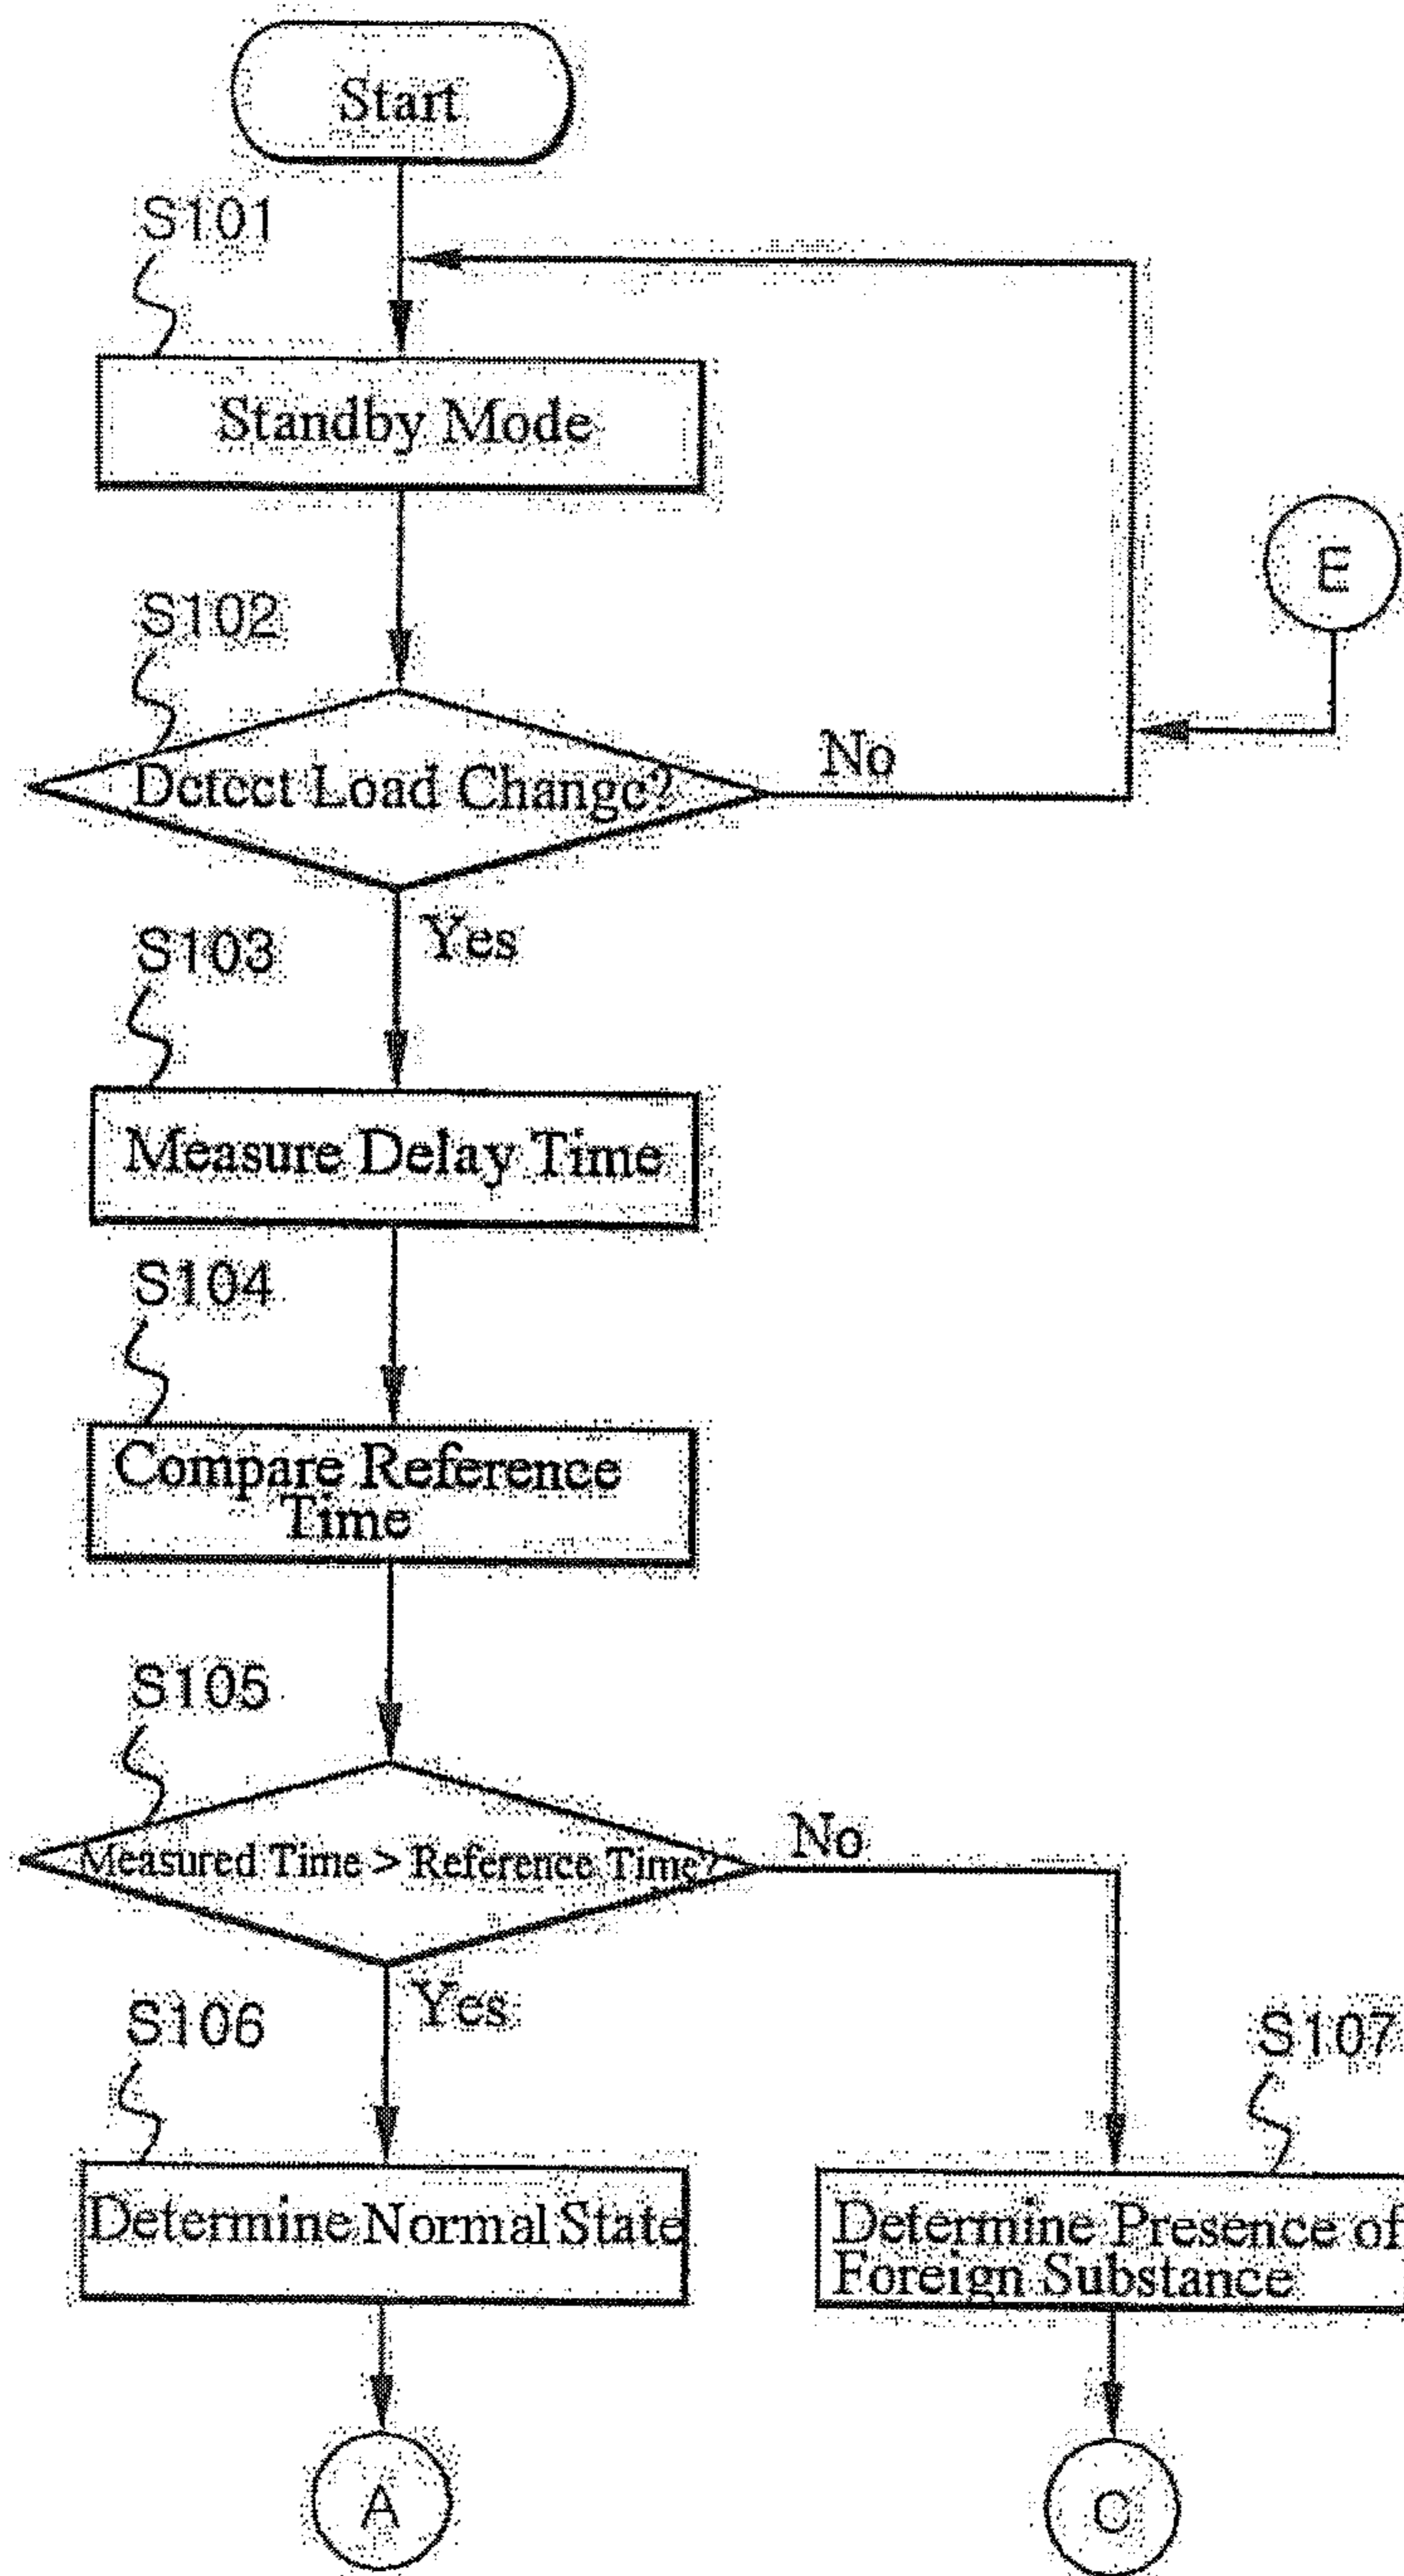 Start
S101
Standby Mode
E
S102
Detect Load Change?
No
Yes
S103
Measure Delay Time
S104
Compare Reference
Time
S105
Measured Time > Reference Time?
No
Yes
S106
S107
Determine Normal State
Determine Presence of
Foreign Substance
A
C